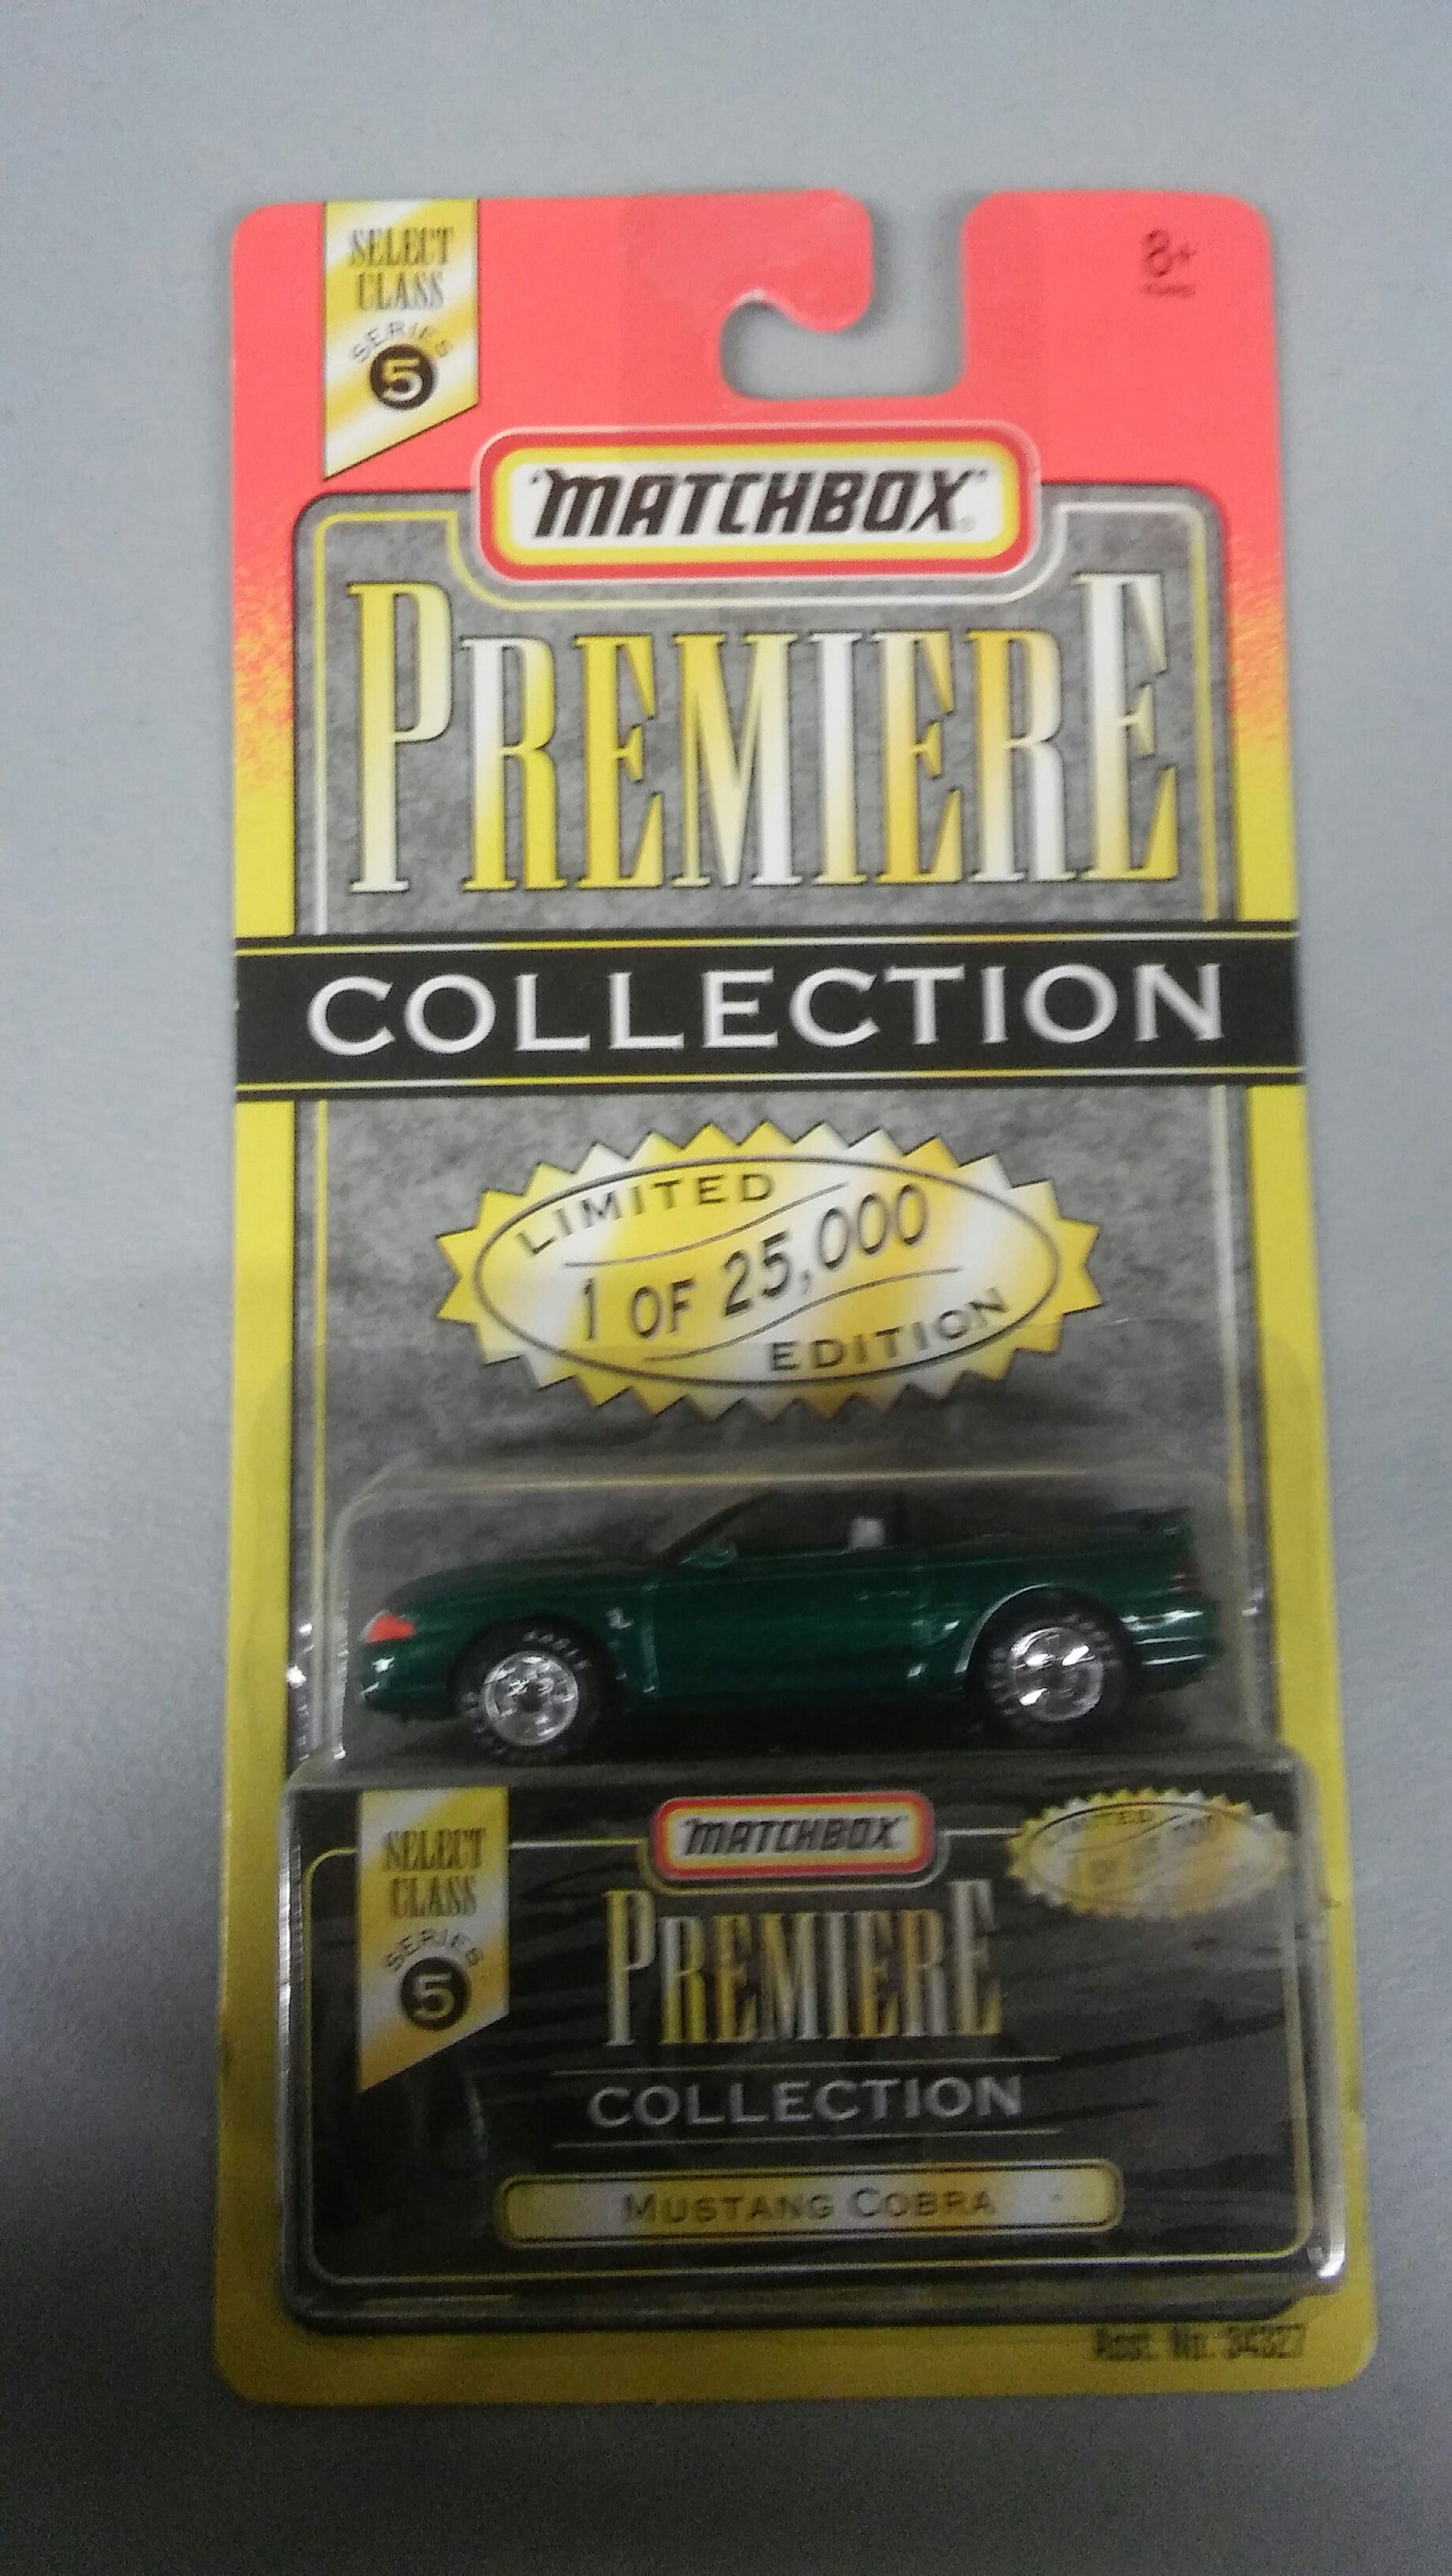 SELECT
CLASS
SERIES
5
8+
"MATCHBOX"®
PREMIERE
COLLECTION
LIMITED
1 OF 25,000
EDITION
SELECT
CLASS
SERIES
5
"MATCHBOX"
LIMITED
PREMIERE
COLLECTION
MUSTANG COBRA
Asst. No. 34327